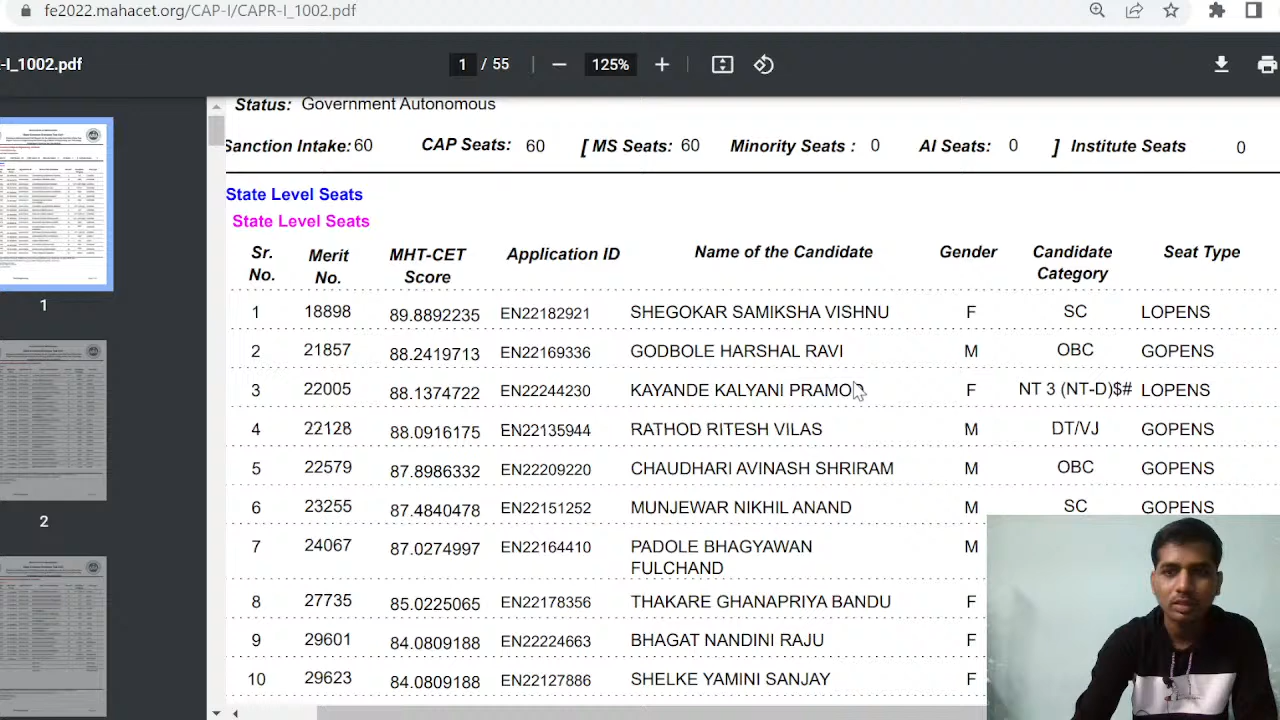 fe2022.mahacet.org/CAP-I/CAPR-I_1002.pdf
-I_1002.pdf
1 / 55
125%
Status: Government Autonomous
Sanction Intake: 60 CAP Seats: 60 [ MS Seats: 60 Minority Seats : 0 AI Seats: 0 ] Institute Seats 0
State Level Seats
State Level Seats
Sr. No. Merit No. MHT-CET Score Application ID Name of the Candidate Gender Candidate Category Seat Type
1 18898 89.8892235 EN22182921 SHEGOKAR SAMIKSHA VISHNU F SC LOPENS
2 21857 88.2419713 EN22169336 GODBOLE HARSHAL RAVI M OBC GOPENS
3 22005 88.1374722 EN22244230 KAYANDE KALYANI F NT 3 (NT-D)$# LOPENS
4 22128 88.0916175 EN22135944 RATHOD RITESH VILAS M DT/VJ GOPENS
5 22579 87.8986332 EN22209220 CHAUDHARI AVINASH SHRIRAM M OBC GOPENS
6 23255 87.4840478 EN22151252 MUNJEWAR NIKHIL ANAND M SC GOPENS
7 24067 87.0274997 EN22164410 PADOLE BHAGYAWAN M
FULCHAND
8 27735 85.0225065 EN22178356 THAKARE GHANAPRIYA BANDU F
9 29601 84.0809188 EN22224663 BHAGAT NANDINI RAJU F
10 29623 84.0809188 EN22127886 SHELKE YAMINI SANJAY F
1
2